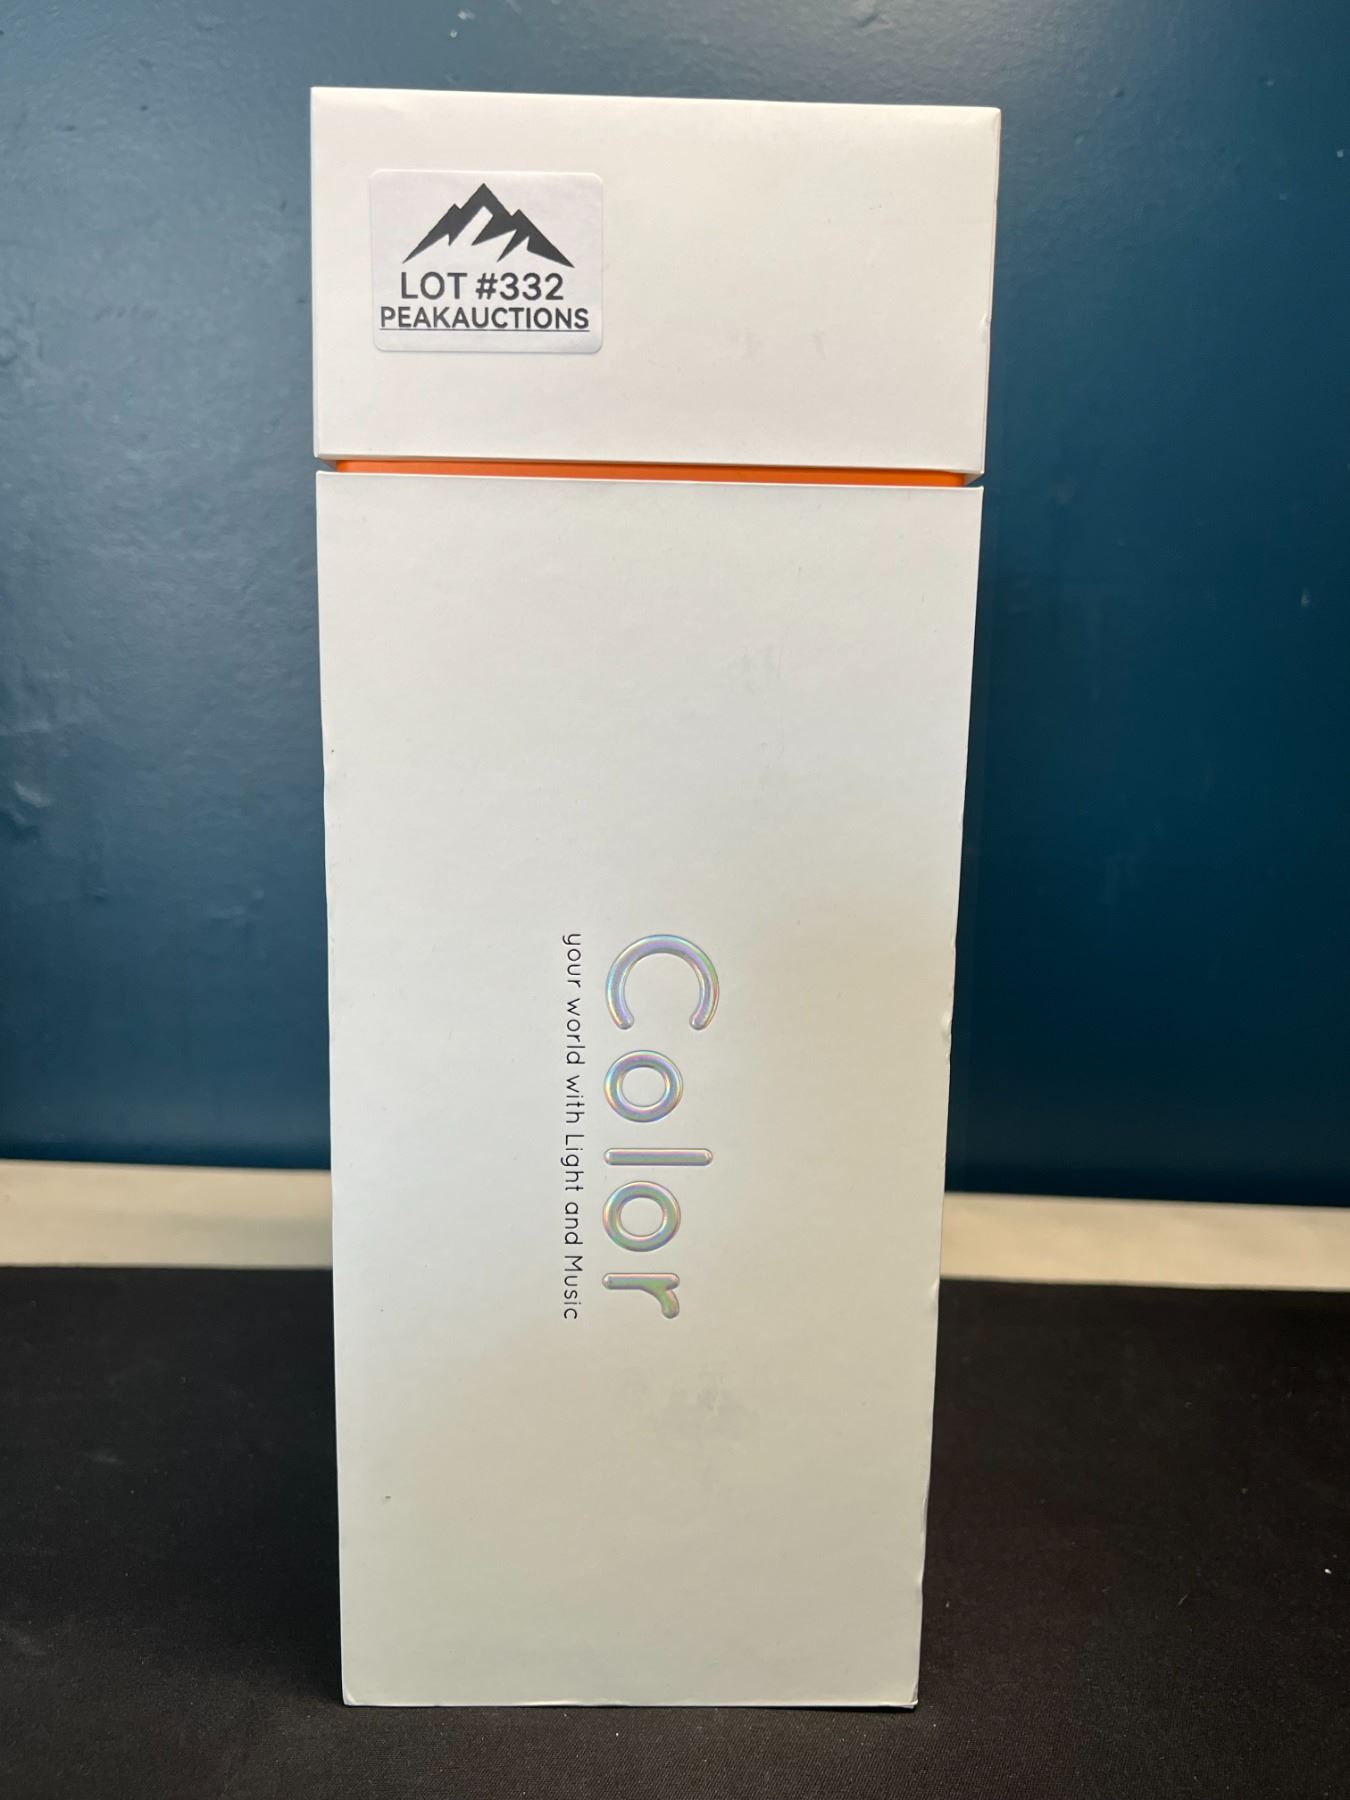 LOT #332
PEAKAUCTIONS
Color
your world with Light and Music